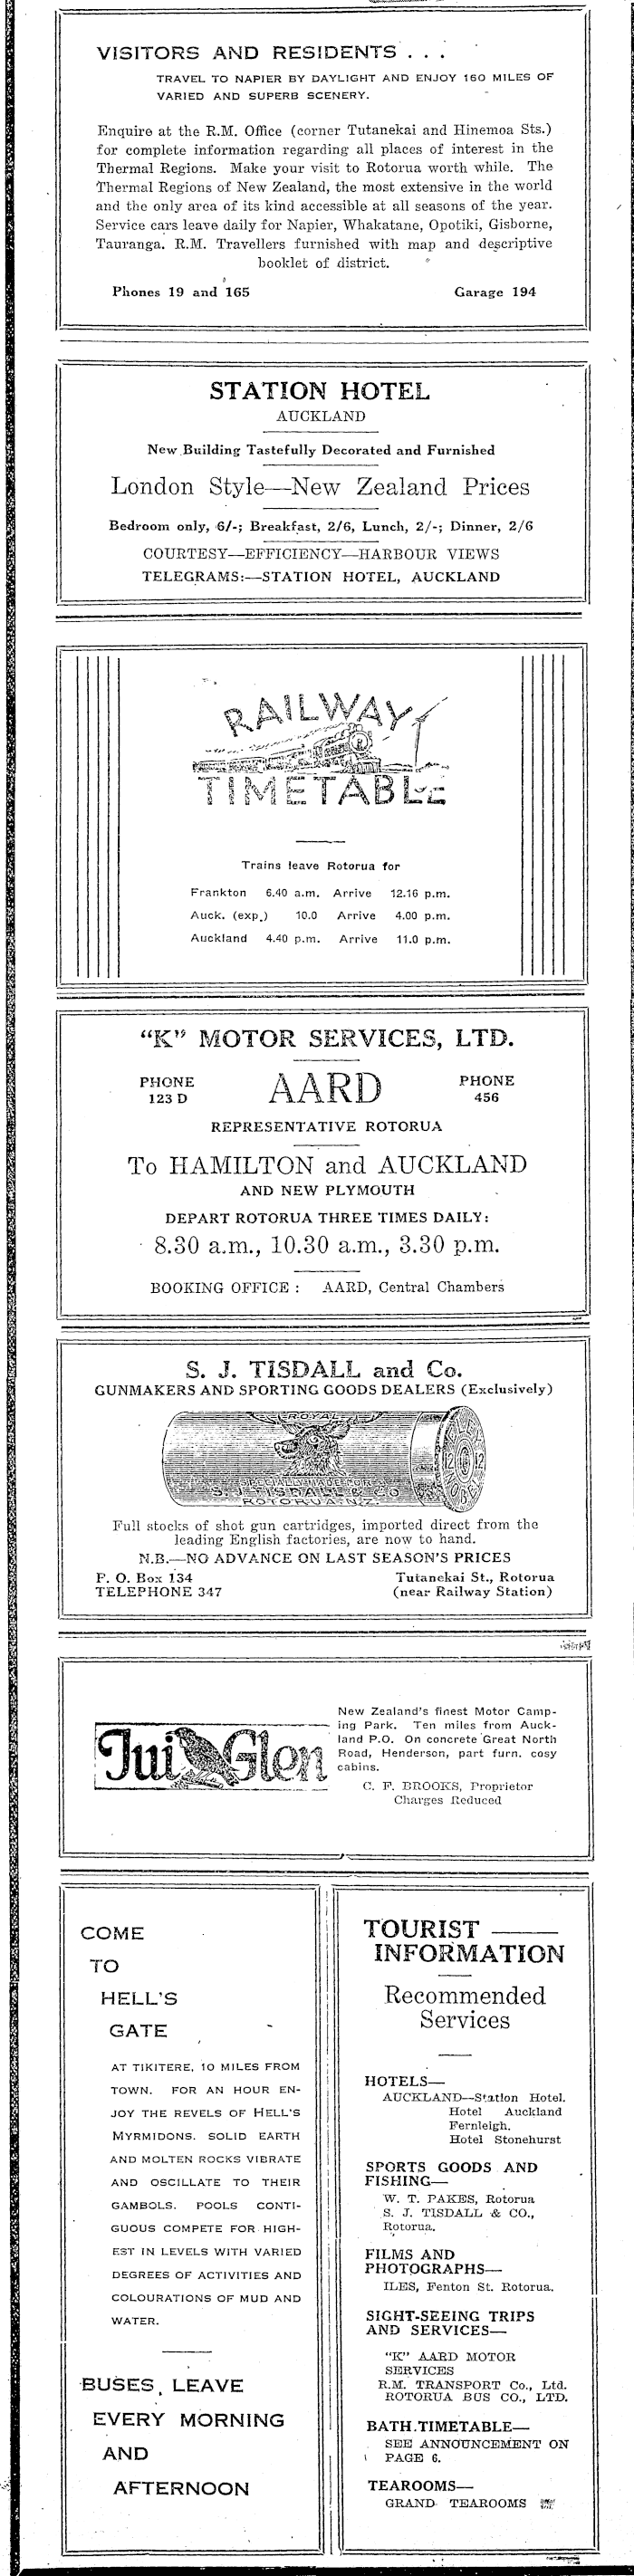 VISITORS AND RESIDENTS . . .
TRAVEL TO NAPIER BY DAYLIGHT AND ENJOY 160 MILES OF
VARIED AND SUPERB SCENERY.
Enquire at the R.M. Office (corner Tutanekai and Hinemoa Sts.)
for complete information regarding all places of interest in the
Thermal Regions. Make your visit to Rotorua worth while. The
Thermal Regions of New Zealand, the most extensive in the world
and the only area of its kind accessible at all seasons of the year.
Service cars leave daily for Napier, Whakatane, Opotiki, Gisborne,
Tauranga. R.M. Travellers furnished with map and descriptive
booklet of district.
Phones 19 and 165 Garage 194
STATION HOTEL
AUCKLAND
New Building Tastefully Decorated and Furnished
London Style—New Zealand Prices
Bedroom only, 6/-; Breakfast, 2/6, Lunch, 2/-; Dinner, 2/6
COURTESY—EFFICIENCY—HARBOUR VIEWS
TELEGRAMS:—STATION HOTEL, AUCKLAND
RAILWAY
TIMETABLE
Trains leave Rotorua for
Frankton 6.40 a.m. Arrive 12.16 p.m.
Auck. (exp.) 10.0 Arrive 4.00 p.m.
Auckland 4.40 p.m. Arrive 11.0 p.m.
"K" MOTOR SERVICES, LTD.
PHONE 123 D AARD PHONE 456
REPRESENTATIVE ROTORUA
To HAMILTON and AUCKLAND
AND NEW PLYMOUTH
DEPART ROTORUA THREE TIMES DAILY:
8.30 a.m., 10.30 a.m., 3.30 p.m.
BOOKING OFFICE : AARD, Central Chambers
S. J. TISDALL and Co.
GUNMAKERS AND SPORTING GOODS DEALERS (Exclusively)
ROYAL
SPECIALLY MADE FOR
S. J. TISDALL & CO
ROTORUA. N.Z.
12 12
Full stocks of shot gun cartridges, imported direct from the
leading English factories, are now to hand.
N.B.—NO ADVANCE ON LAST SEASON'S PRICES
P. O. Box 134 Tutanekai St., Rotorua
TELEPHONE 347 (near Railway Station)
Tui Glen
New Zealand's finest Motor Camp-
ing Park. Ten miles from Auck-
land P.O. On concrete Great North
Road, Henderson, part furn. cosy
cabins.
C. F. BROOKS, Proprietor
Charges Reduced
COME
TO
HELL'S
GATE
AT TIKITERE, 10 MILES FROM
TOWN. FOR AN HOUR EN-
JOY THE REVELS OF HELL'S
MYRMIDONS. SOLID EARTH
AND MOLTEN ROCKS VIBRATE
AND OSCILLATE TO THEIR
GAMBOLS. POOLS CONTI-
GUOUS COMPETE FOR HIGH-
EST IN LEVELS WITH VARIED
DEGREES OF ACTIVITIES AND
COLOURATIONS OF MUD AND
WATER.
BUSES LEAVE
EVERY MORNING
AND
AFTERNOON
TOURIST
INFORMATION
Recommended
Services
HOTELS—
AUCKLAND—Station Hotel.
Hotel Auckland
Fernleigh.
Hotel Stonehurst
SPORTS GOODS AND
FISHING—
W. T. PAKES, Rotorua
S. J. TISDALL & CO.,
Rotorua.
FILMS AND
PHOTOGRAPHS—
ILES, Fenton St. Rotorua.
SIGHT-SEEING TRIPS
AND SERVICES—
"K" AARD MOTOR
SERVICES
R.M. TRANSPORT Co., Ltd.
ROTORUA BUS CO., LTD.
BATH TIMETABLE—
SEE ANNOUNCEMENT ON
PAGE 6.
TEAROOMS—
GRAND TEAROOMS